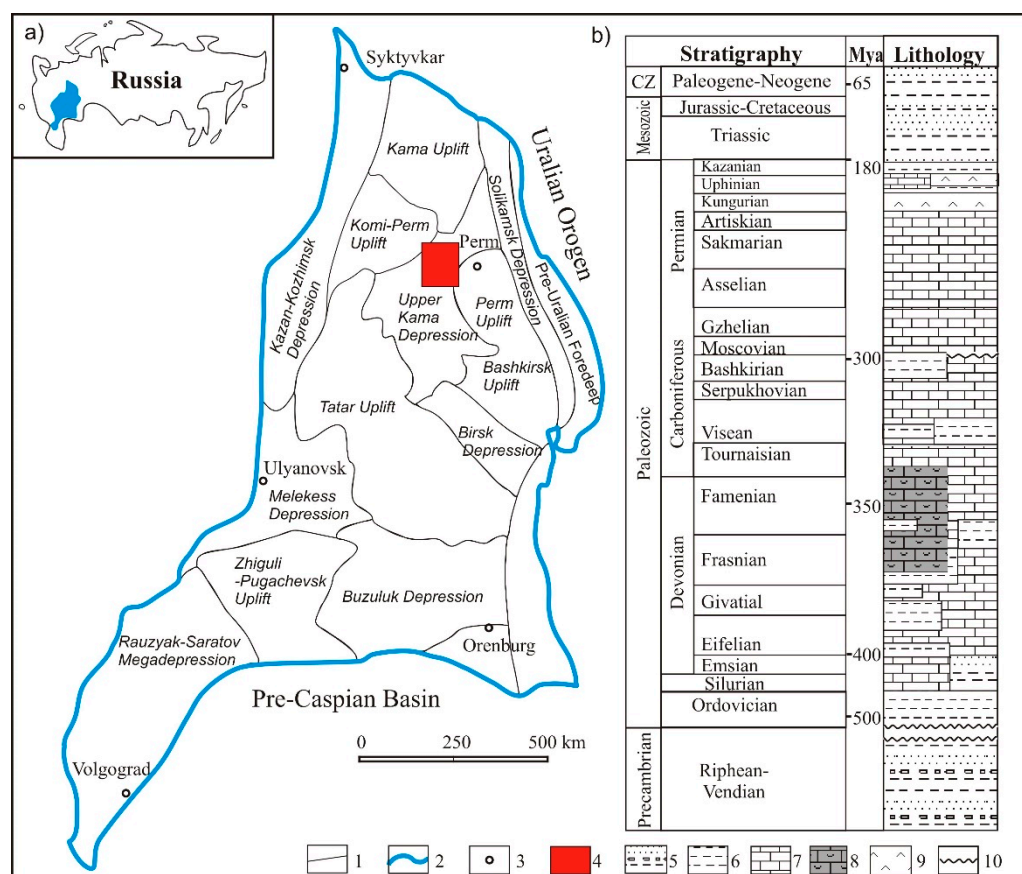 a)
Russia
Syktyvkar
Kama Uplift
Solikamsk Depression
Uralian Orogen
Pre-Uralian Foredeep
Komi-Perm
Uplift
Perm
Kazan-Kozhimsk
Depression
Upper
Kama
Depression
Perm
Uplift
Bashkirsk
Uplift
Tatar Uplift
Birsk
Depression
Ulyanovsk
Melekess
Depression
Zhiguli
-Pugachevsk
Uplift
Buzuluk Depression
Orenburg
Rauzyak-Saratov
Megadepression
Pre-Caspian Basin
0 250 500 km
Volgograd
b)
Stratigraphy Mya Lithology
CZ Paleogene-Neogene 65
Mesozoic
Jurassic-Cretaceous
Triassic
180
Paleozoic
Permian
Kazanian
Uphinian
Kungurian
Artiskian
Sakmarian
Asselian
Carboniferous
Gzhelian
Moscovian
300
Bashkirian
Serpukhovian
Visean
Tournaisian
Devonian
Famenian
350
Frasnian
Givatial
Eifelian
400
Emsian
Silurian
Ordovician
500
Precambrian
Riphean-
Vendian
1 2 3 4 5 6 7 8 9 10